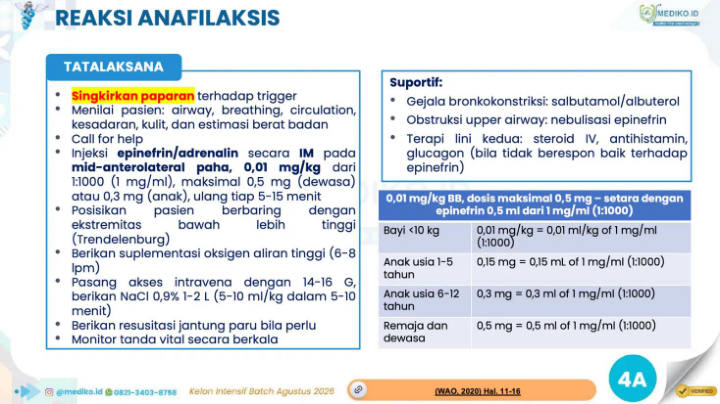 REAKSI ANAFILAKSIS
MEDIKO.ID
TATALAKSANA
• Singkirkan paparan terhadap trigger
• Menilai pasien: airway, breathing, circulation,
kesadaran, kulit, dan estimasi berat badan
• Call for help
• Injeksi epinefrin/adrenalin secara IM pada
mid-anterolateral paha, 0,01 mg/kg dari
1:1000 (1 mg/ml), maksimal 0,5 mg (dewasa)
atau 0,3 mg (anak), ulang tiap 5-15 menit
• Posisikan pasien berbaring dengan
ekstremitas bawah lebih tinggi
(Trendelenburg)
• Berikan suplementasi oksigen aliran tinggi (6-8
lpm)
• Pasang akses intravena dengan 14-16 G,
berikan NaCl 0,9% 1-2 L (5-10 ml/kg dalam 5-10
menit)
• Berikan resusitasi jantung paru bila perlu
• Monitor tanda vital secara berkala
Suportif:
• Gejala bronkokonstriksi: salbutamol/albuterol
• Obstruksi upper airway: nebulisasi epinefrin
• Terapi lini kedua: steroid IV, antihistamin,
glucagon (bila tidak berespon baik terhadap
epinefrin)
0,01 mg/kg BB, dosis maksimal 0,5 mg – setara dengan
epinefrin 0,5 ml dari 1 mg/ml (1:1000)
Bayi <10 kg 0,01 mg/kg = 0,01 ml/kg of 1 mg/ml
(1:1000)
Anak usia 1-5 0,15 mg = 0,15 mL of 1 mg/ml (1:1000)
tahun
Anak usia 6-12 0,3 mg = 0,3 ml of 1 mg/ml (1:1000)
tahun
Remaja dan 0,5 mg = 0,5 ml of 1 mg/ml (1:1000)
dewasa
@mediko.id 0821-3403-8758 Kelan Intensif Batch Agustus 2026
(WAO, 2020) Hal. 11-16
4A
VERIFIED